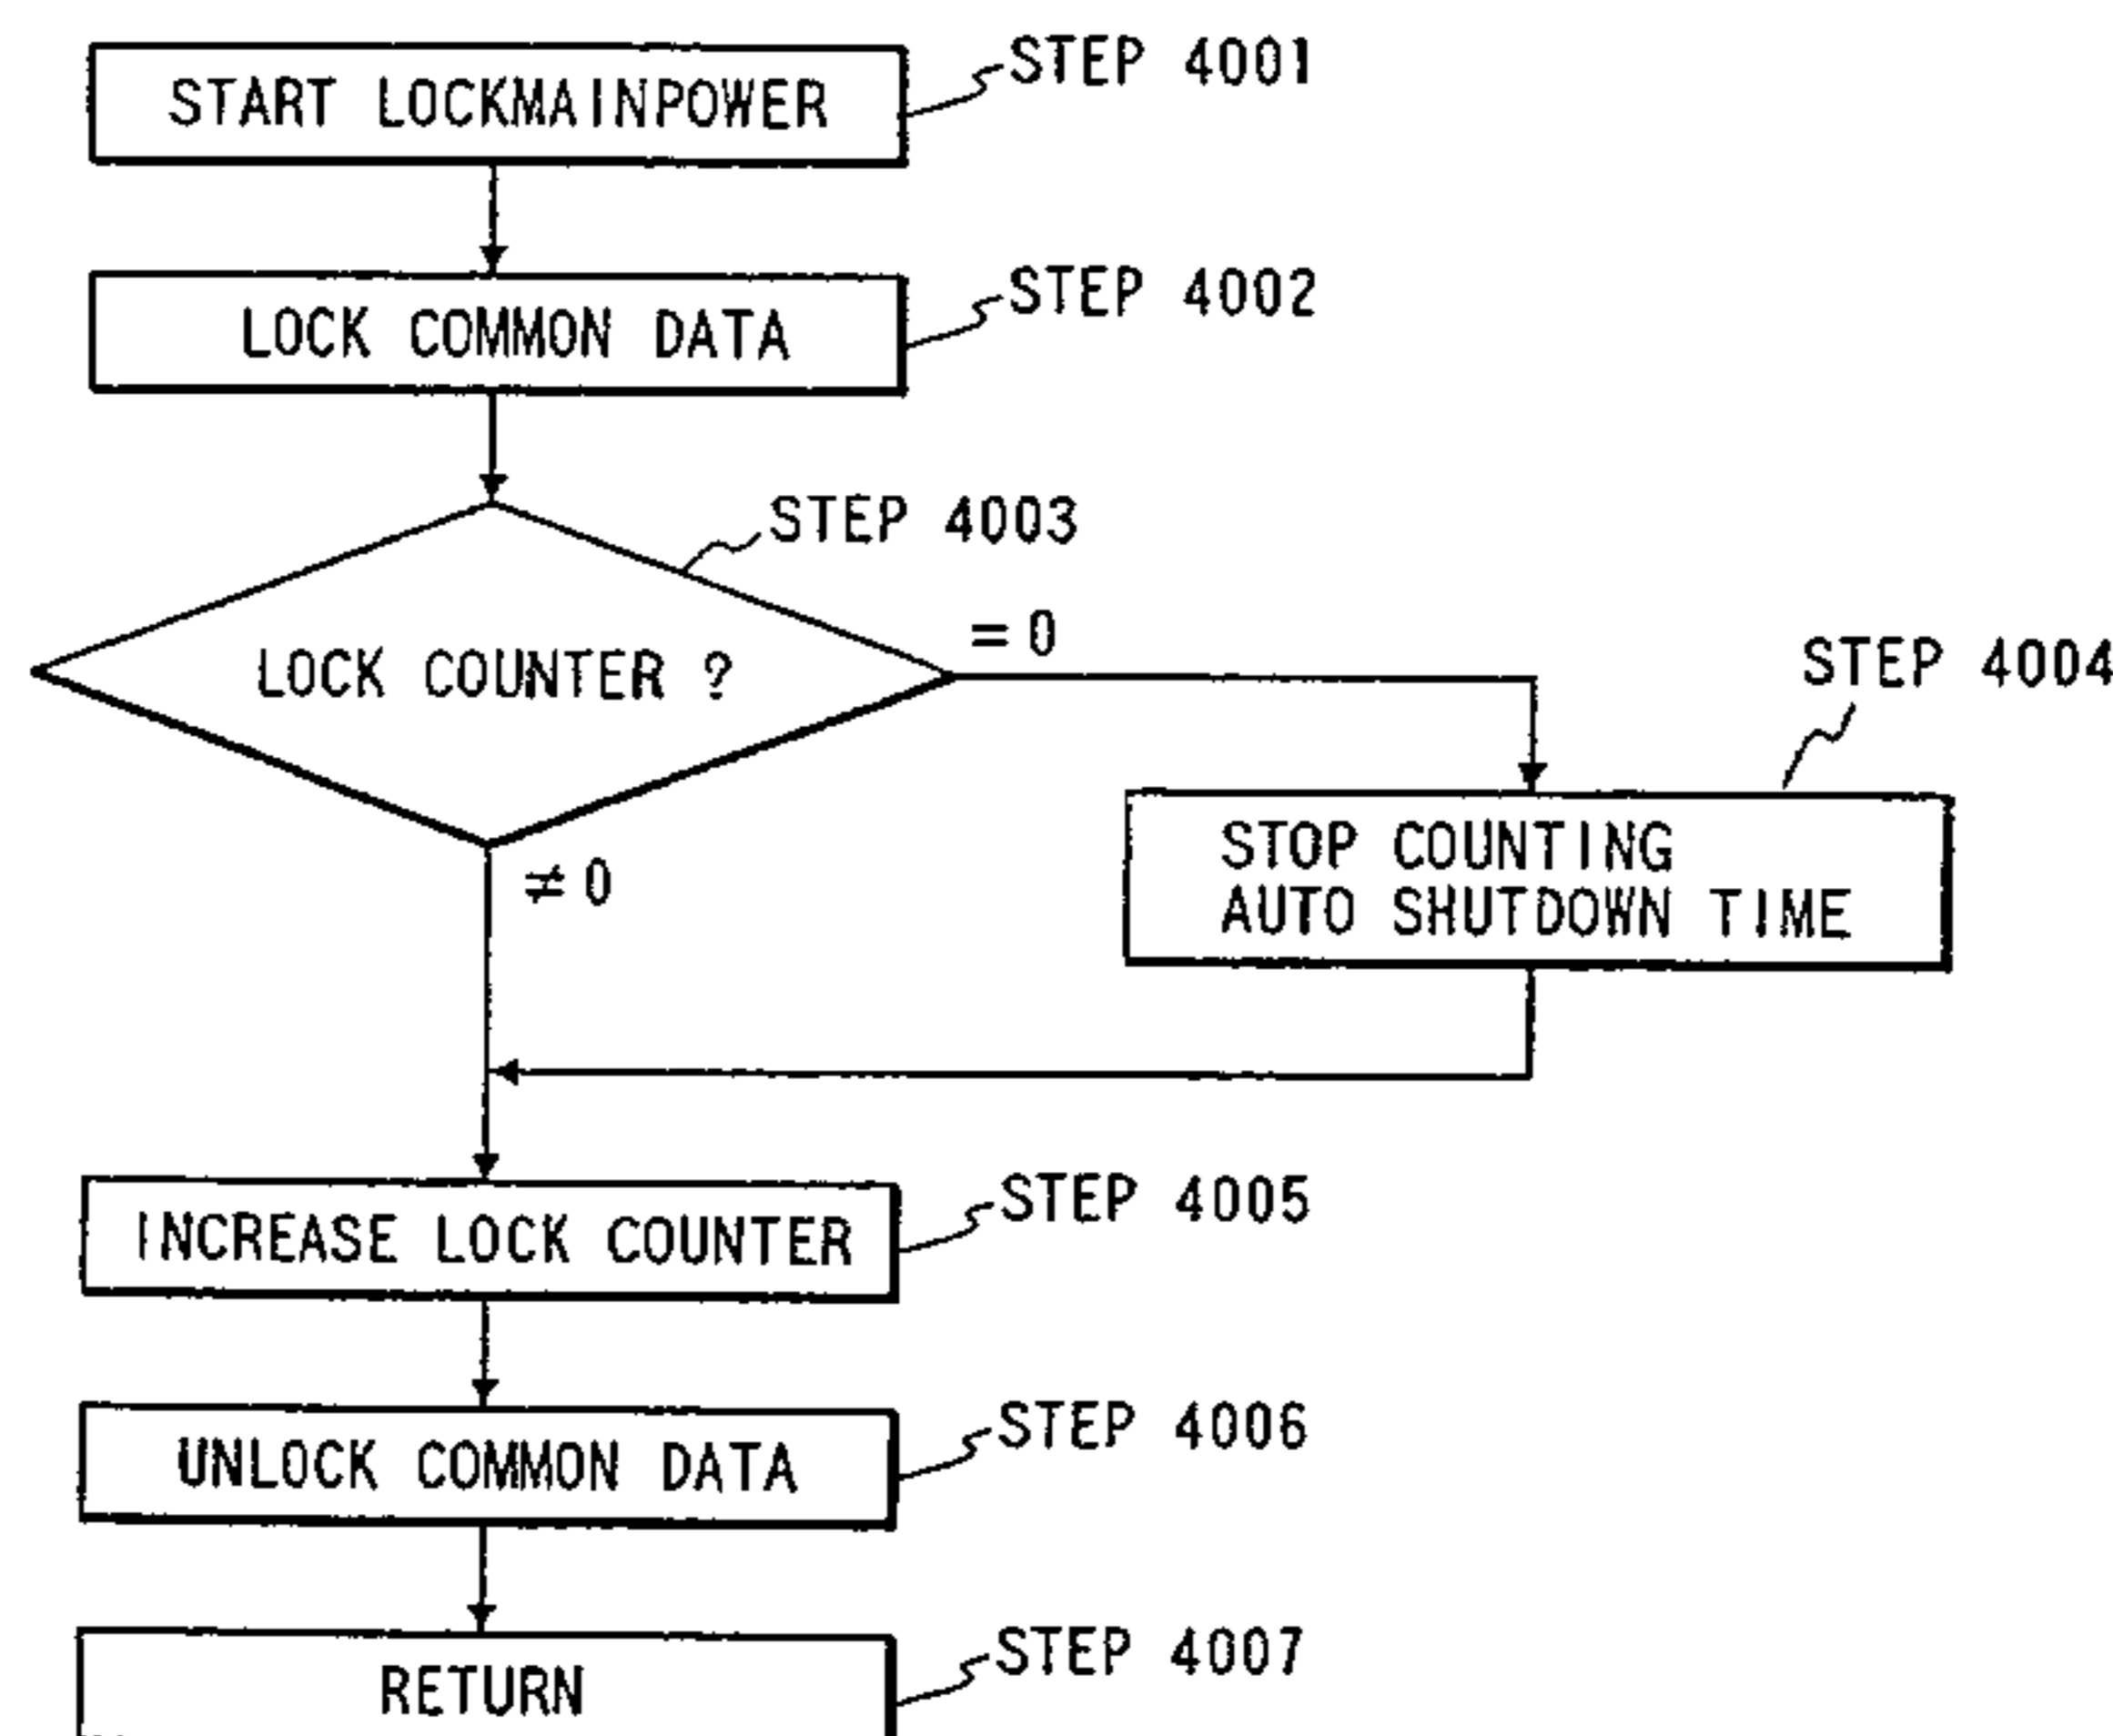 START LOCKMAINPOWER
STEP 4001
LOCK COMMON DATA
STEP 4002
STEP 4003
LOCK COUNTER ?
= 0
STEP 4004
STOP COUNTING
AUTO SHUTDOWN TIME
≠ 0
INCREASE LOCK COUNTER
STEP 4005
UNLOCK COMMON DATA
STEP 4006
RETURN
STEP 4007